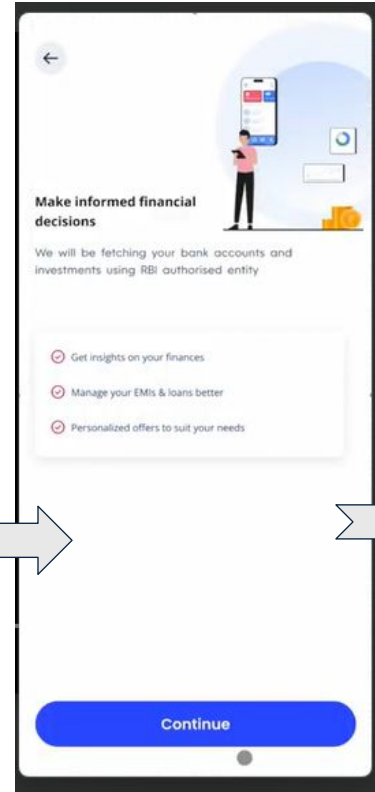 Make informed financial
decisions
We will be fetching your bank accounts and
investments using RBI authorised entity
Get insights on your finances
Manage your EMIs & loans better
Personalized offers to suit your needs
Continue